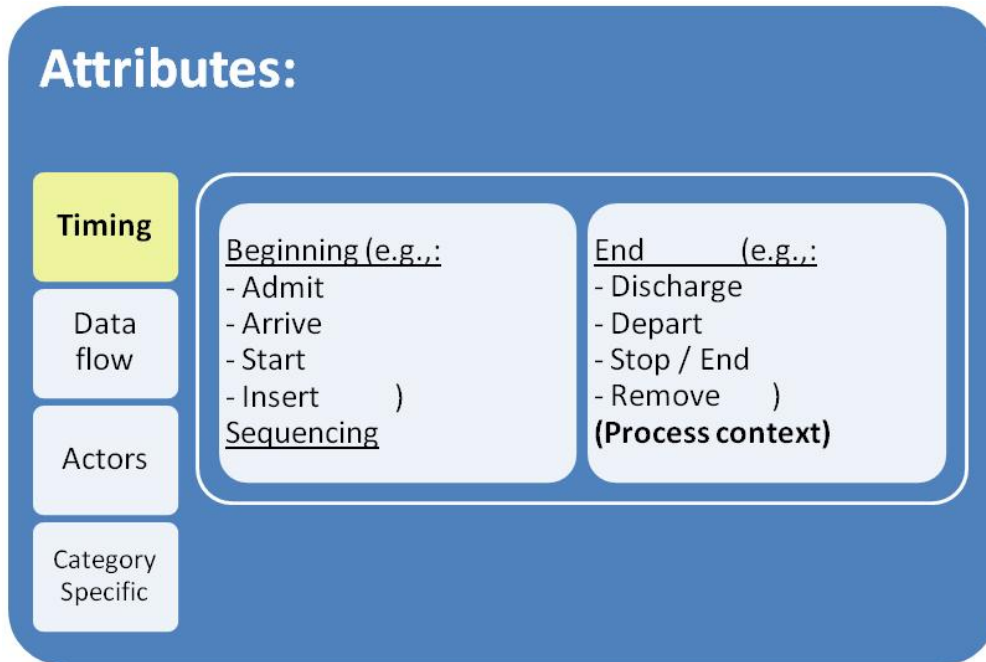 Attributes:
Timing
Data
flow
Actors
Category
Specific
Beginning (e.g.,:
- Admit
- Arrive
- Start
- Insert )
Sequencing
End (e.g.,:
- Discharge
- Depart
- Stop / End
- Remove )
(Process context)